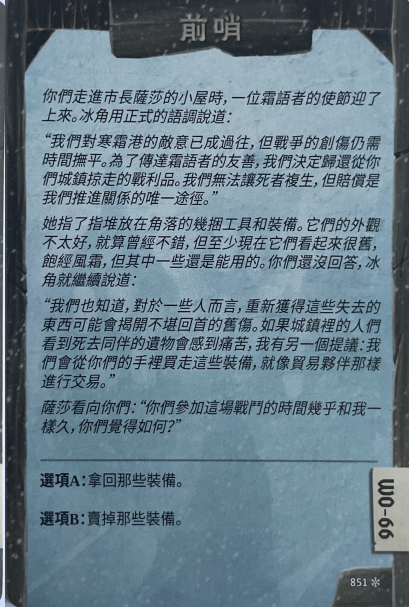 前哨
你們走進市長薩莎的小屋時，一位霜語者的使節迎了
上來。冰角用正式的語調說道：
“我們對寒霜港的敵意已成過往，但戰爭的創傷仍需
時間撫平。為了傳達霜語者的友善，我們決定歸還從你
們城鎮掠走的戰利品。我們無法讓死者複生，但賠償是
我們推進關係的唯一途徑。”
她指了指堆放在角落的幾捆工具和裝備。它們的外觀
不太好，就算曾經不錯，但至少現在它們看起來很舊，
飽經風霜，但其中一些還是能用的。你們還沒回答，冰
角就繼續說道：
“我們也知道，對於一些人而言，重新獲得這些失去的
東西可能會揭開不堪回首的舊傷。如果城鎮裡的人們
看到死去同伴的遺物會感到痛苦，我有另一個提議：我
們會從你們的手裡買走這些裝備，就像貿易夥伴那樣
進行交易。”
薩莎看向你們：“你們參加這場戰鬥的時間幾乎和我一
樣久，你們覺得如何？”
選項A：拿回那些裝備。
選項B：賣掉那些裝備。
WO-66
851